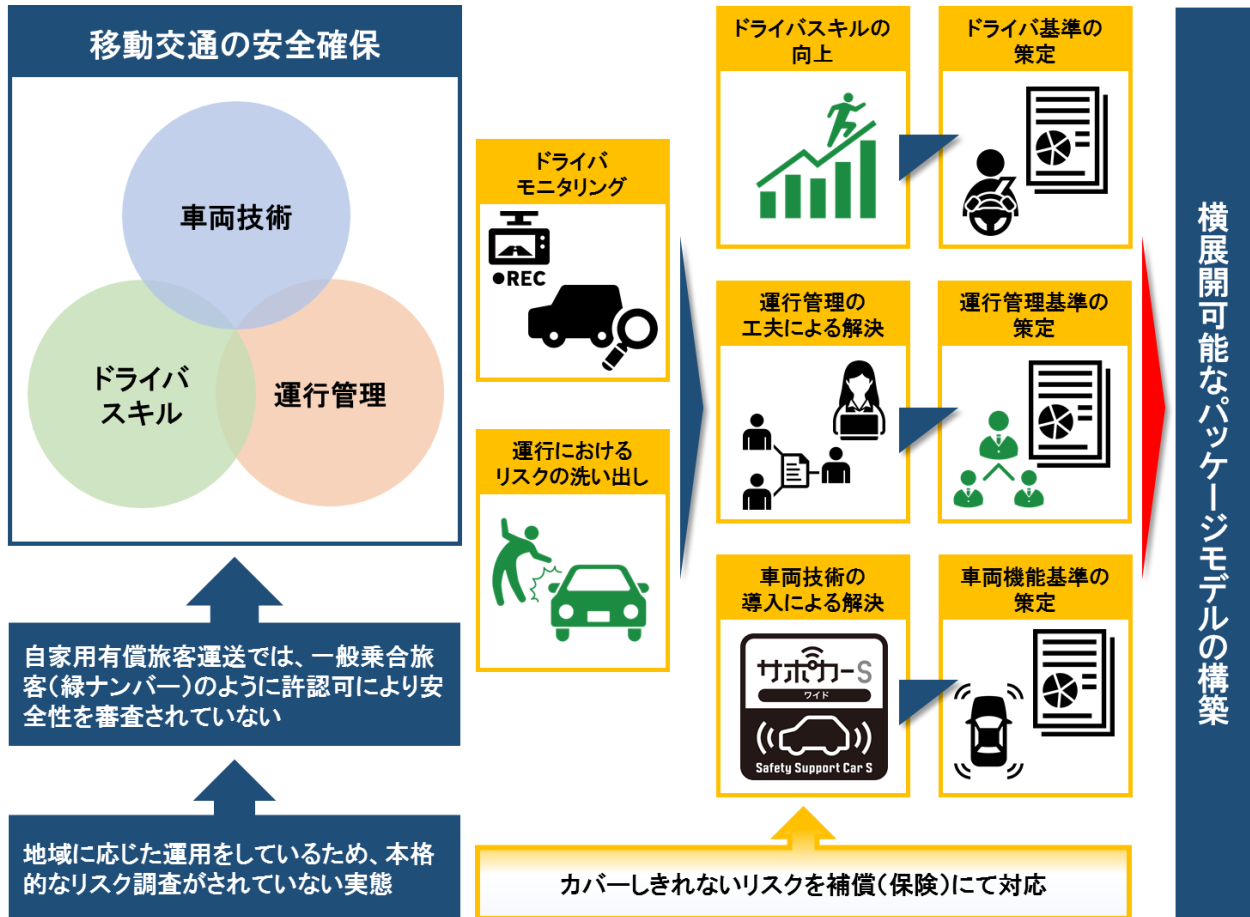 移動交通の安全確保
車両技術
ドライバ
スキル
運行管理
自家用有償旅客運送では、一般乗合旅
客(緑ナンバー)のように許認可により安
全性を審査されていない
地域に応じた運用をしているため、本格
的なリスク調査がされていない実態
ドライバ
モニタリング
●REC
運行における
リスクの洗い出し
ドライバスキルの
向上
ドライバ基準の
策定
運行管理の
工夫による解決
運行管理基準の
策定
車両技術の
導入による解決
サポカーS
ワイド
Safety Support Car S
車両機能基準の
策定
カバーしきれないリスクを補償(保険)にて対応
横展開可能なパッケージモデルの構築